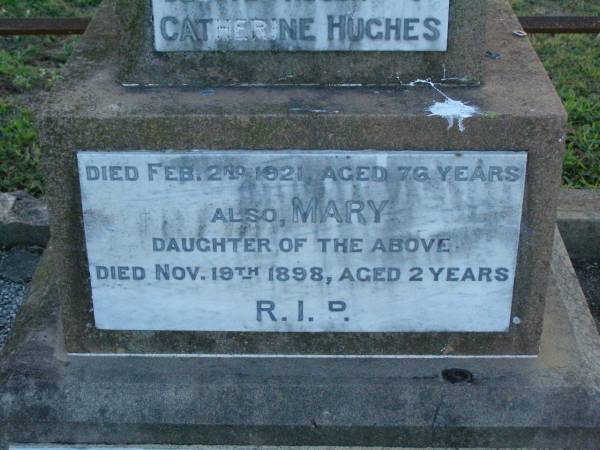 CATHERINE HUGHES
DIED FEB. 2ND 1921, AGED 76 YEARS
ALSO, MARY
DAUGHTER OF THE ABOVE
DIED NOV. 19TH 1898, AGED 2 YEARS
R.I.P.